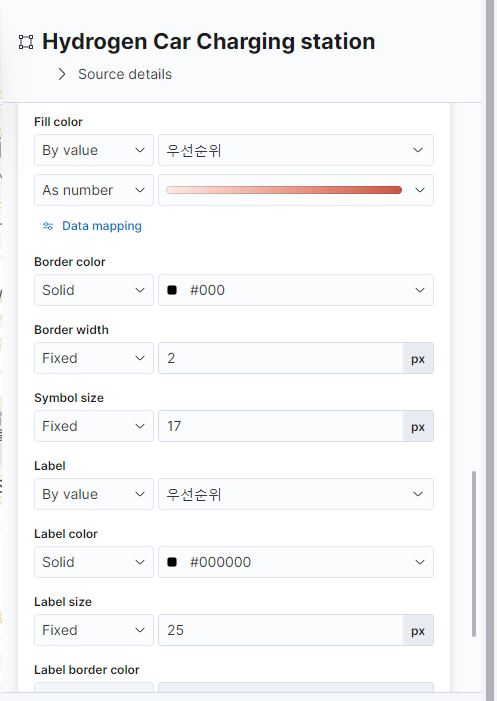 Hydrogen Car Charging station
Source details
Fill color
By value 우선순위
As number
Data mapping
Border color
Solid #000
Border width
Fixed 2 px
Symbol size
Fixed 17 px
Label
By value 우선순위
Label color
Solid #000000
Label size
Fixed 25 px
Label border color